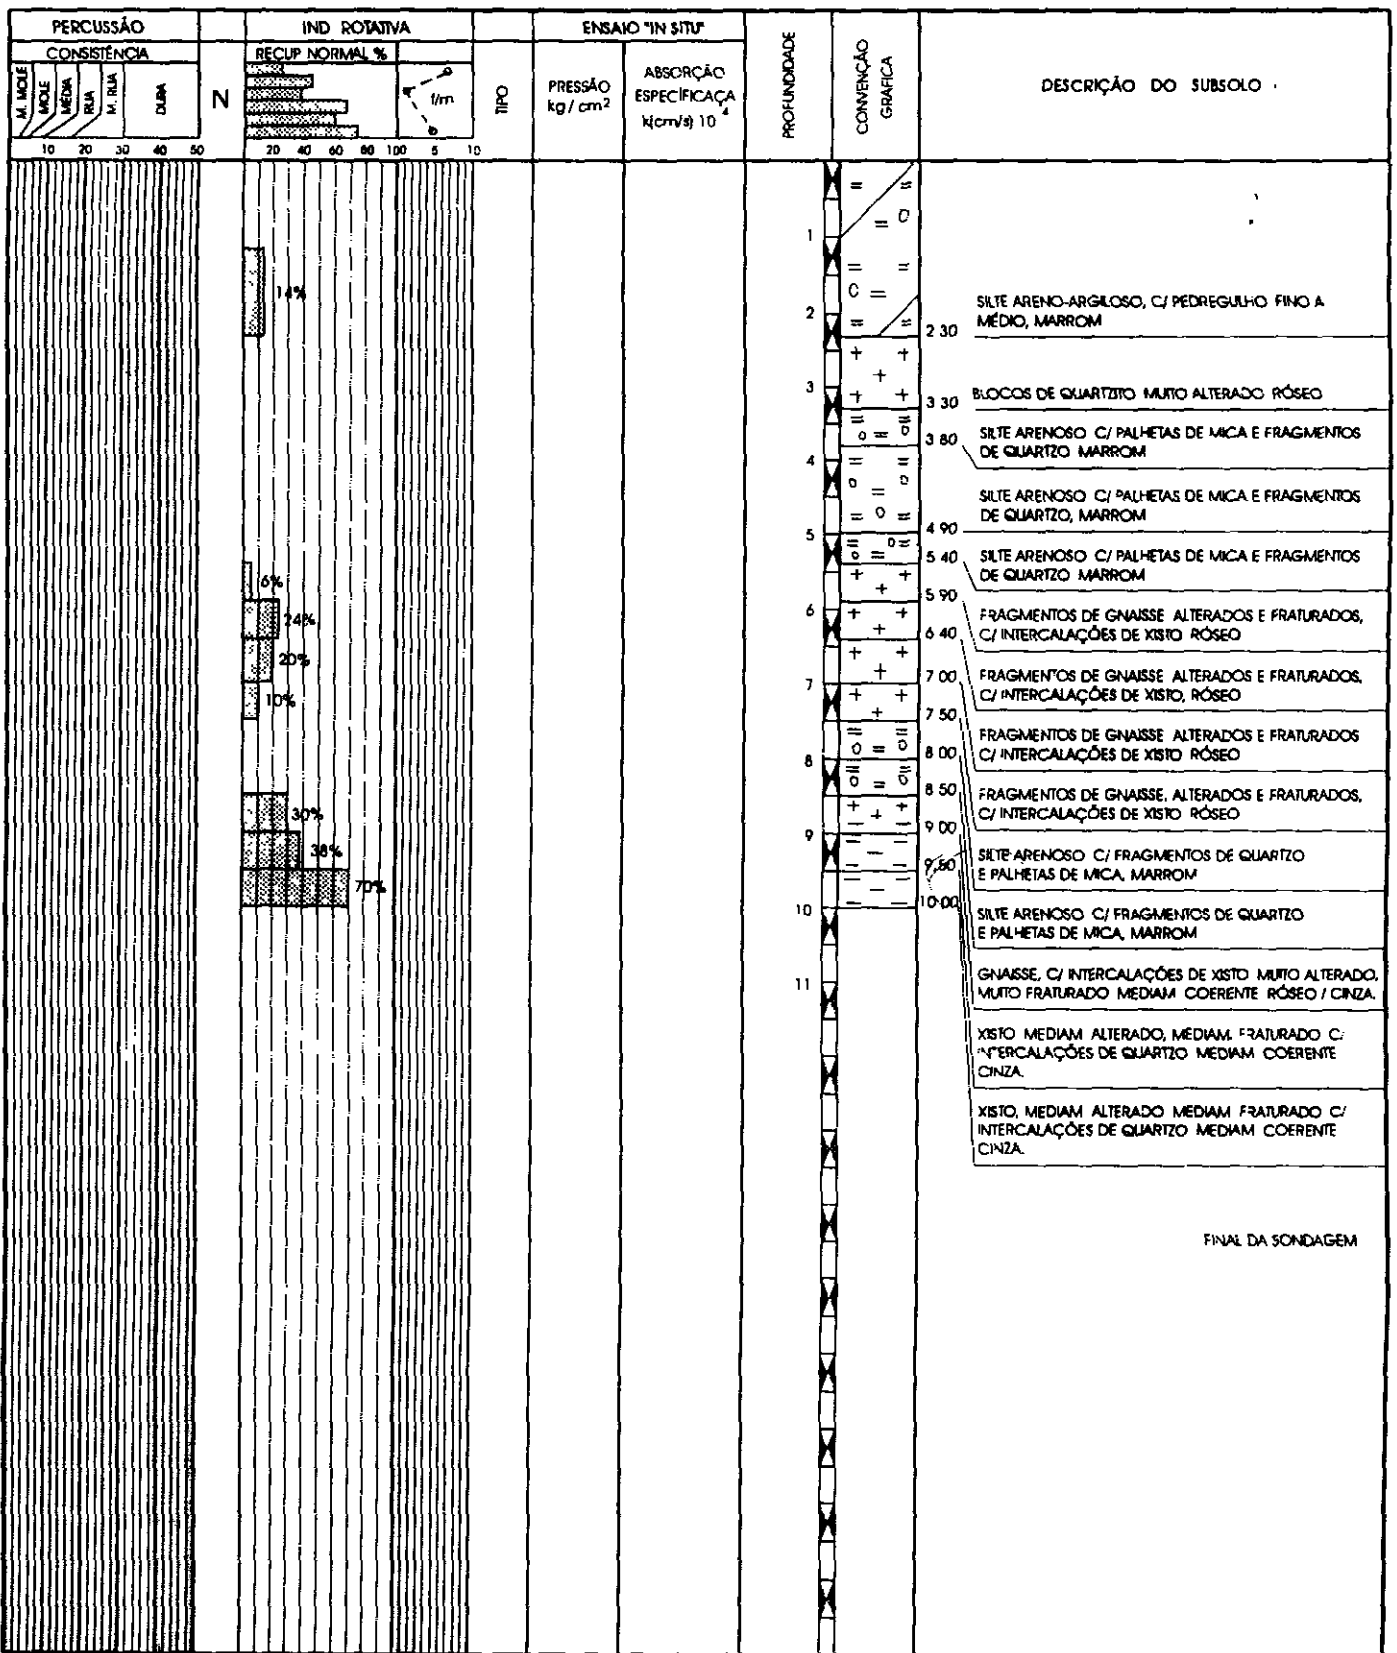 PERCUSSÃO
CONSISTÊNCIA
M. MOLE
MOLE
MÉDIA
RIJA
M. RIJA
DURA
10 20 30 40 50
N
IND ROTATIVA
RECUP NORMAL %
f/m
20 40 60 80 100 5 10
ENSAIO "IN SITU"
TIPO
PRESSÃO
kg / cm²
ABSORÇÃO
ESPECÍFICAÇA
k(cm/s) 10⁻⁴
PROFUNDIDADE
CONVENÇÃO
GRAFICA
DESCRIÇÃO DO SUBSOLO
14%
6%
24%
20%
10%
30%
38%
70%
1
2
3
4
5
6
7
8
9
10
11
2 30
3 30
3 80
4 90
5 40
5 90
6 40
7 00
7 50
8 00
8 50
9 00
9,50
10 00
SILTE ARENO-ARGILOSO, C/ PEDREGULHO FINO A
MÉDIO, MARROM
BLOCOS DE QUARTZITO MUITO ALTERADO RÓSEO
SILTE ARENOSO C/ PALHETAS DE MICA E FRAGMENTOS
DE QUARTZO MARROM
SILTE ARENOSO C/ PALHETAS DE MICA E FRAGMENTOS
DE QUARTZO, MARROM
SILTE ARENOSO C/ PALHETAS DE MICA E FRAGMENTOS
DE QUARTZO MARROM
FRAGMENTOS DE GNAISSE ALTERADOS E FRATURADOS,
C/ INTERCALAÇÕES DE XISTO RÓSEO
FRAGMENTOS DE GNAISSE ALTERADOS E FRATURADOS,
C/ INTERCALAÇÕES DE XISTO, RÓSEO
FRAGMENTOS DE GNAISSE ALTERADOS E FRATURADOS
C/ INTERCALAÇÕES DE XISTO RÓSEO
FRAGMENTOS DE GNAISSE, ALTERADOS E FRATURADOS,
C/ INTERCALAÇÕES DE XISTO RÓSEO
SILTE ARENOSO C/ FRAGMENTOS DE QUARTZO
E PALHETAS DE MICA, MARROM
SILTE ARENOSO C/ FRAGMENTOS DE QUARTZO
E PALHETAS DE MICA, MARROM
GNAISSE, C/ INTERCALAÇÕES DE XISTO MUITO ALTERADO,
MUITO FRATURADO MEDIAM COERENTE RÓSEO / CINZA.
XISTO MEDIAM ALTERADO, MEDIAM. FRATURADO C/
INTERCALAÇÕES DE QUARTZO MEDIAM COERENTE
CINZA.
XISTO, MEDIAM ALTERADO MEDIAM FRATURADO C/
INTERCALAÇÕES DE QUARTZO MEDIAM COERENTE
CINZA.
FINAL DA SONDAGEM